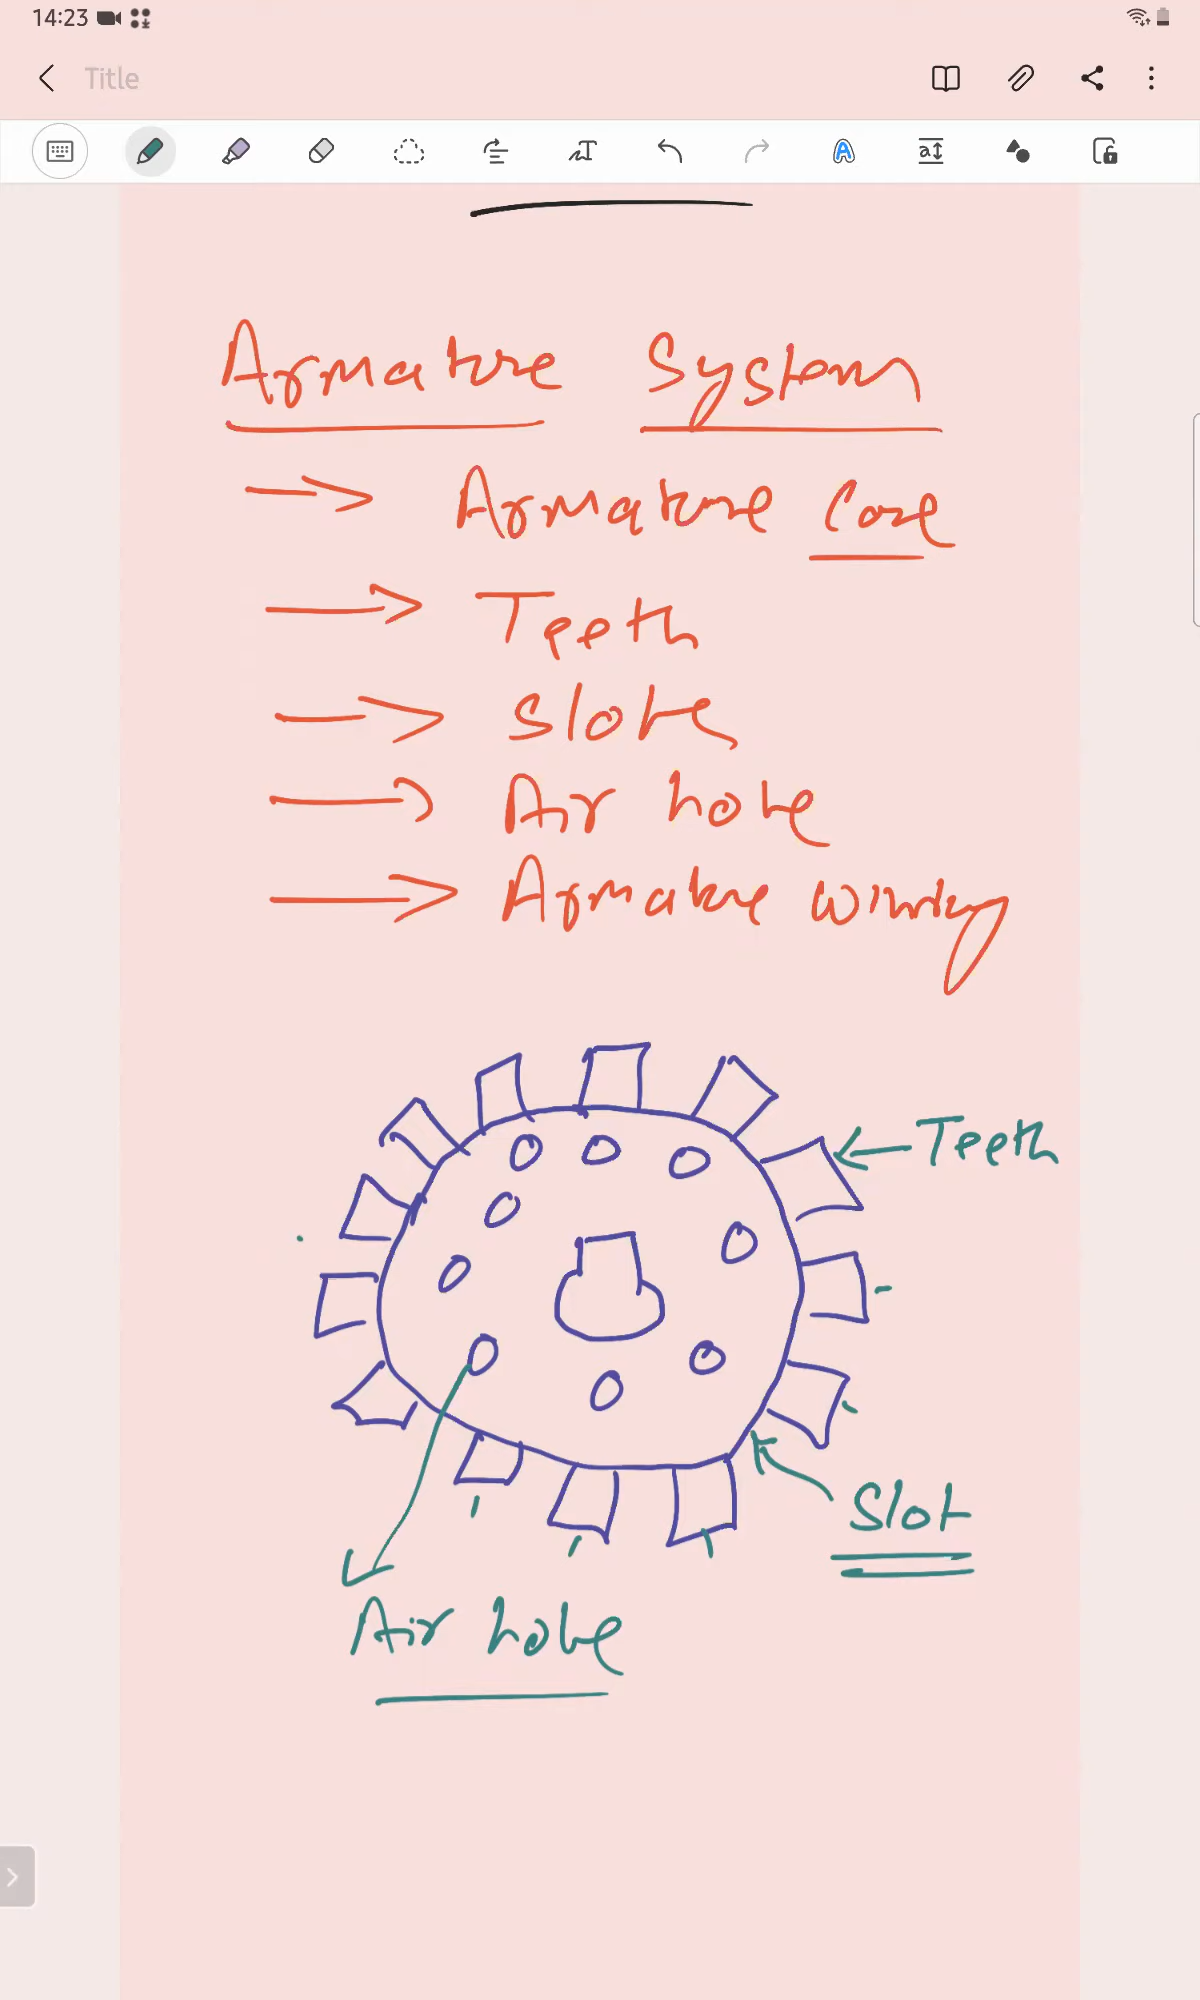 14:23
Title
Armature System
→ Armature Core
→ Teeth
→ Slots
→ Air hole
→ Armature winding
Teeth
Slot
Air hole